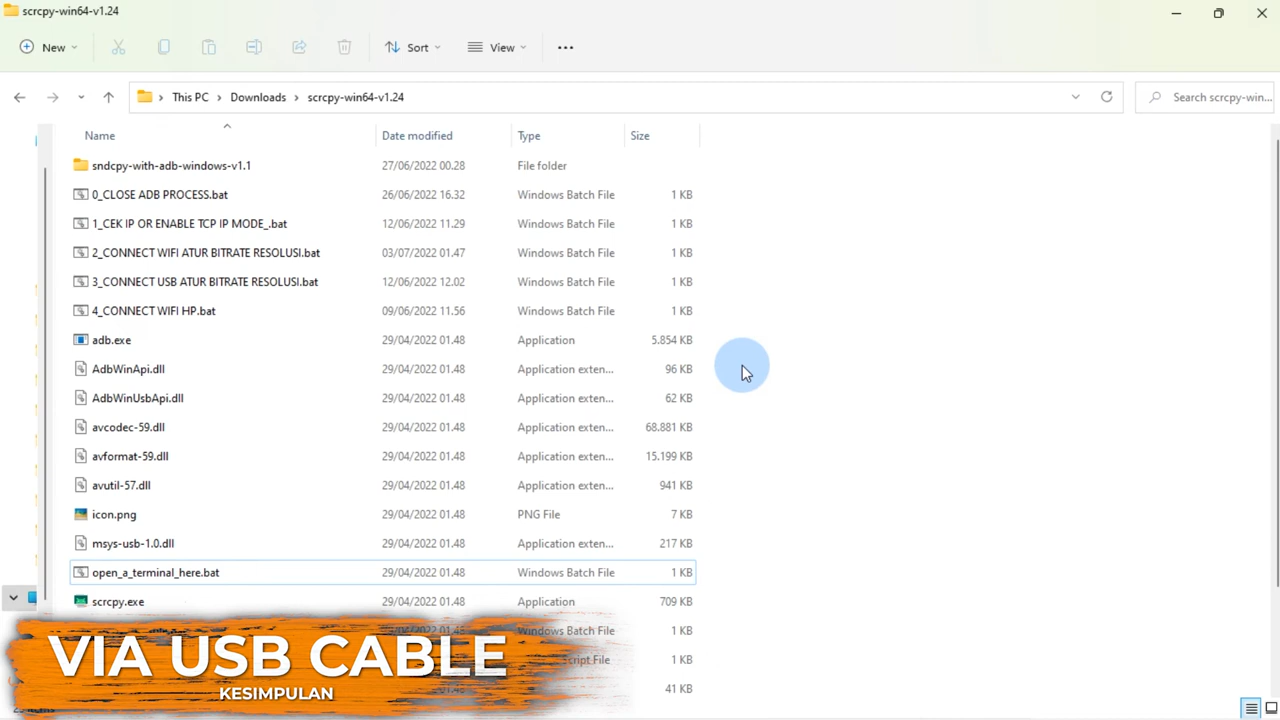 scrcpy-win64-v1.24
New
Sort
View
This PC > Downloads > scrcpy-win64-v1.24
Search scrcpy-win...
Name Date modified Type Size
sndcpy-with-adb-windows-v1.1 27/06/2022 00.28 File folder
0_CLOSE ADB PROCESS.bat 26/06/2022 16.32 Windows Batch File 1 KB
1_CEK IP OR ENABLE TCP IP MODE_.bat 12/06/2022 11.29 Windows Batch File 1 KB
2_CONNECT WIFI ATUR BITRATE RESOLUSI.bat 03/07/2022 01.47 Windows Batch File 1 KB
3_CONNECT USB ATUR BITRATE RESOLUSI.bat 12/06/2022 12.02 Windows Batch File 1 KB
4_CONNECT WIFI HP.bat 09/06/2022 11.56 Windows Batch File 1 KB
adb.exe 29/04/2022 01.48 Application 5.854 KB
AdbWinApi.dll 29/04/2022 01.48 Application exten... 96 KB
AdbWinUsbApi.dll 29/04/2022 01.48 Application exten... 62 KB
avcodec-59.dll 29/04/2022 01.48 Application exten... 68.881 KB
avformat-59.dll 29/04/2022 01.48 Application exten... 15.199 KB
avutil-57.dll 29/04/2022 01.48 Application exten... 941 KB
icon.png 29/04/2022 01.48 PNG File 7 KB
msys-usb-1.0.dll 29/04/2022 01.48 Application exten... 217 KB
open_a_terminal_here.bat 29/04/2022 01.48 Windows Batch File 1 KB
scrcpy.exe 29/04/2022 01.48 Application 709 KB
Windows Batch File 1 KB
File 1 KB
41 KB
VIA USB CABLE
KESIMPULAN